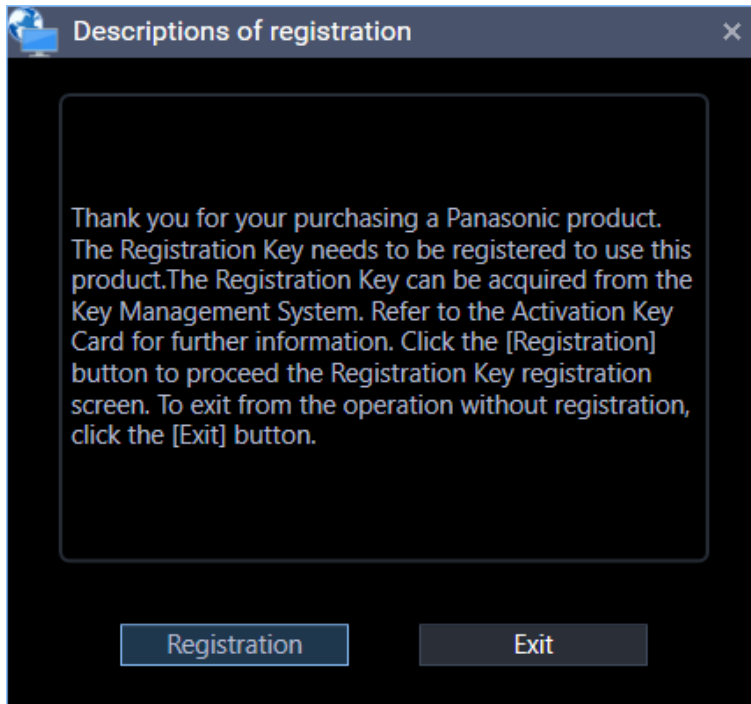 Descriptions of registration
Thank you for your purchasing a Panasonic product.
The Registration Key needs to be registered to use this
product.The Registration Key can be acquired from the
Key Management System. Refer to the Activation Key
Card for further information. Click the [Registration]
button to proceed the Registration Key registration
screen. To exit from the operation without registration,
click the [Exit] button.
Registration
Exit